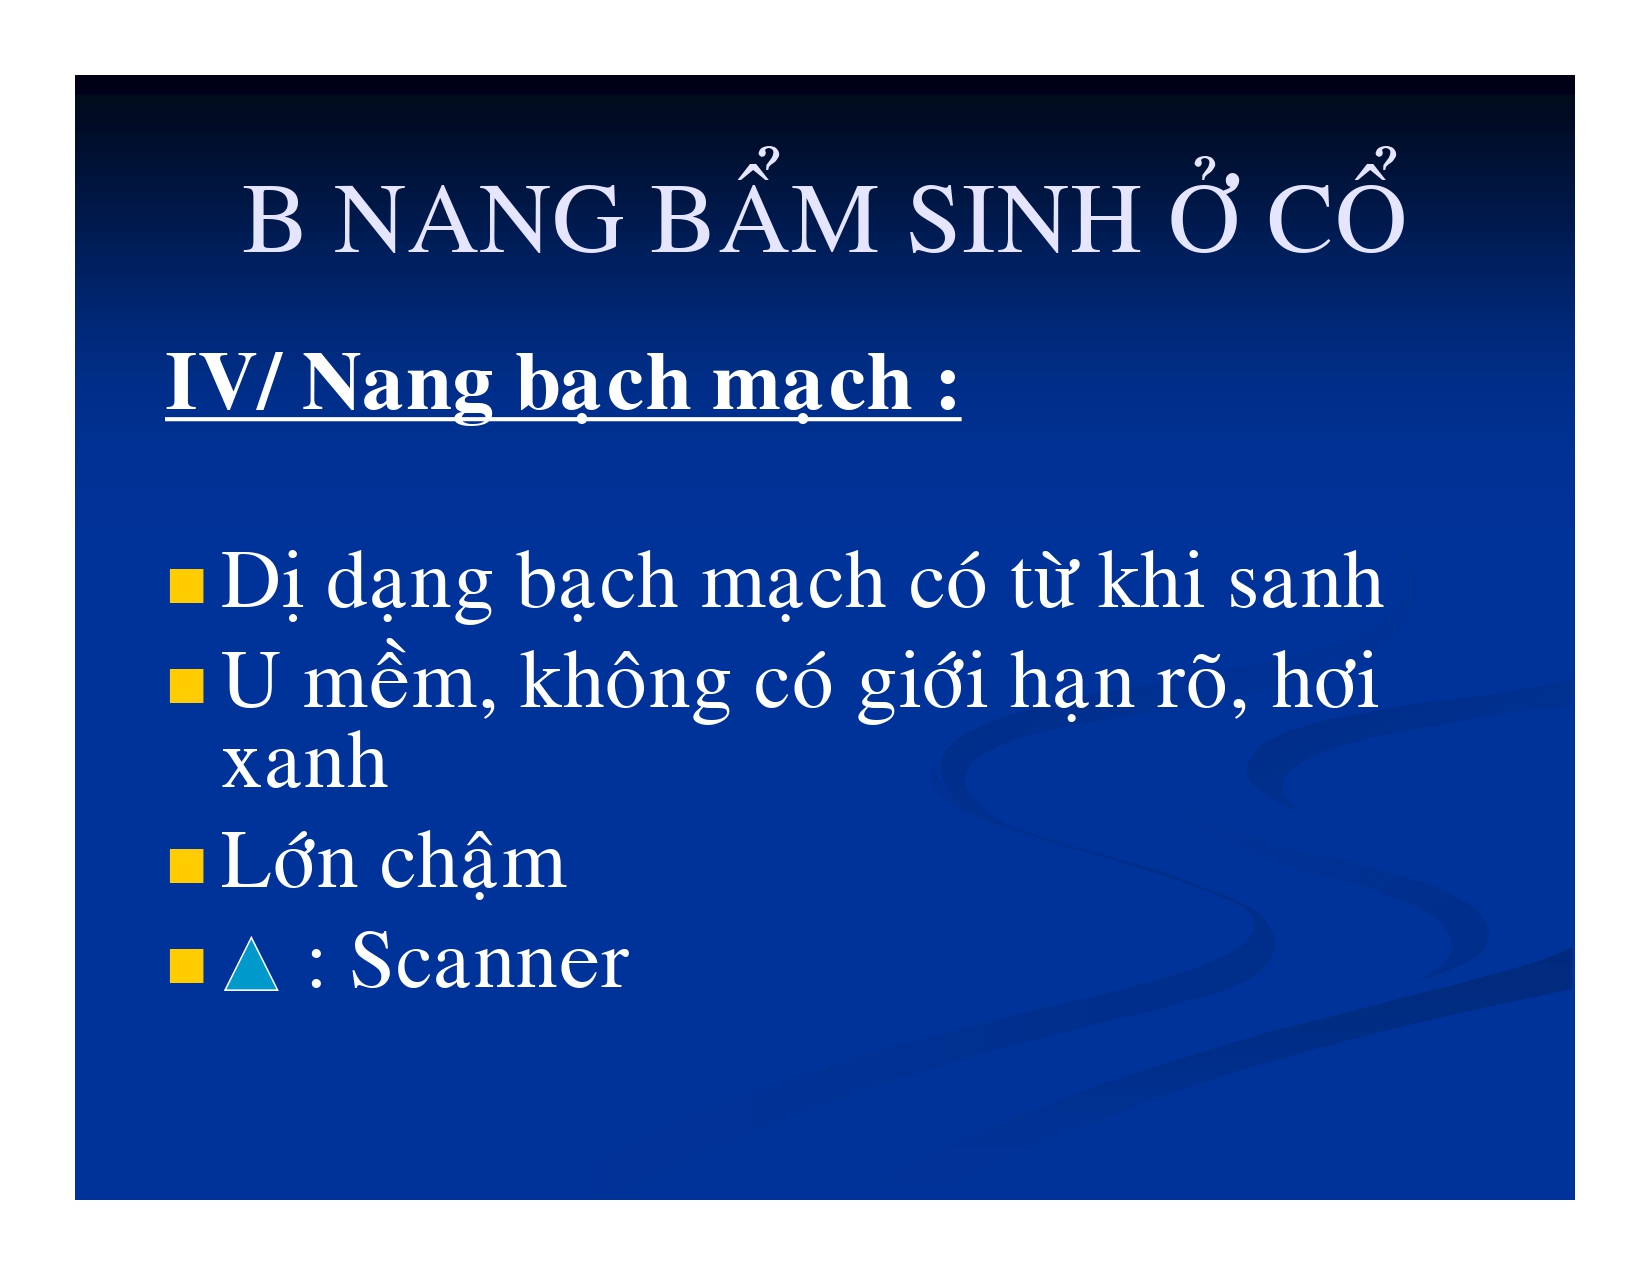 B NANG BẨM SINH Ở CỔ
IV/ Nang bạch mạch :
Dị dạng bạch mạch có từ khi sanh
U mềm, không có giới hạn rõ, hơi
xanh
Lớn chậm
: Scanner